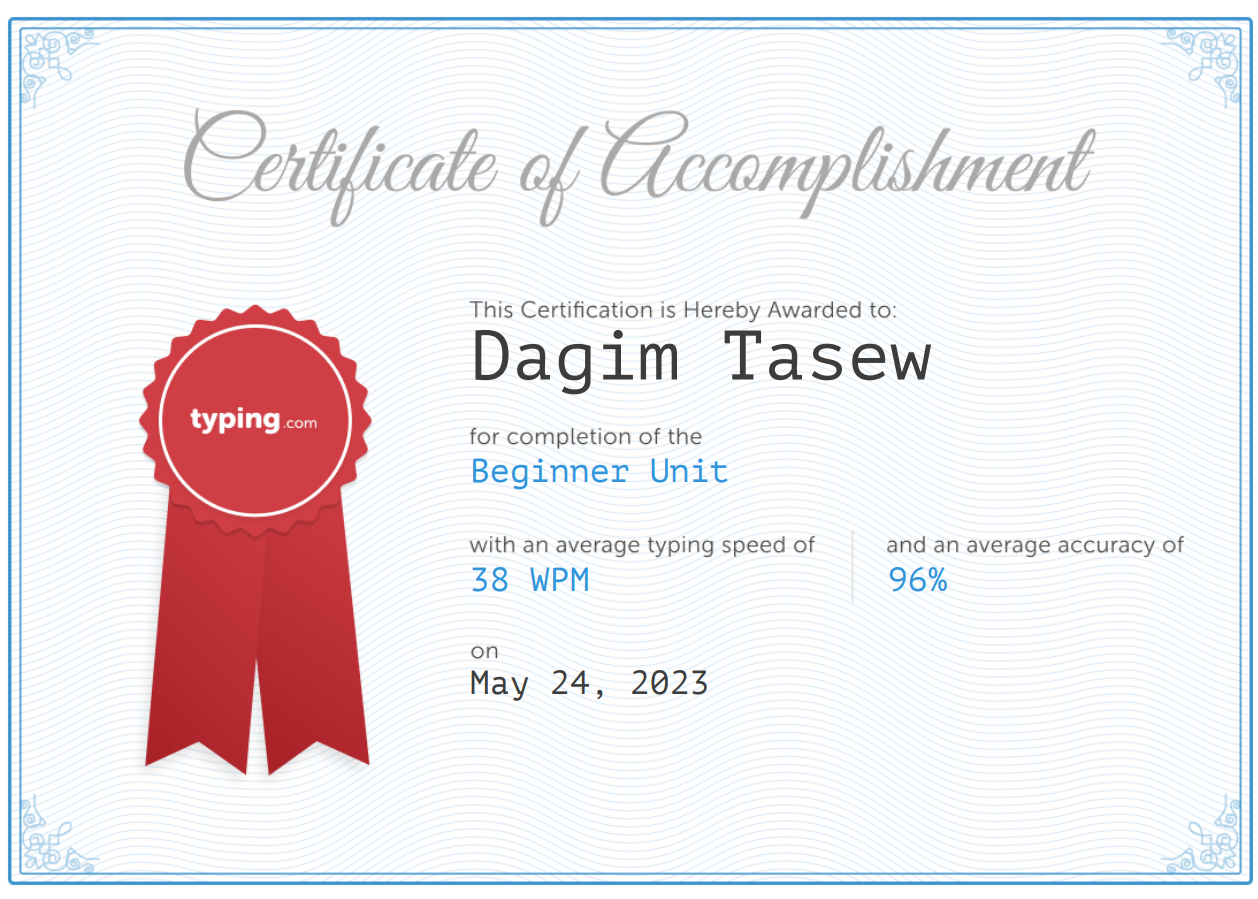 Certificate of Accomplishment
This Certification is Hereby Awarded to:
Dagim Tasew
typing.com
for completion of the
Beginner Unit
with an average typing speed of
38 WPM
and an average accuracy of
96%
on
May 24, 2023